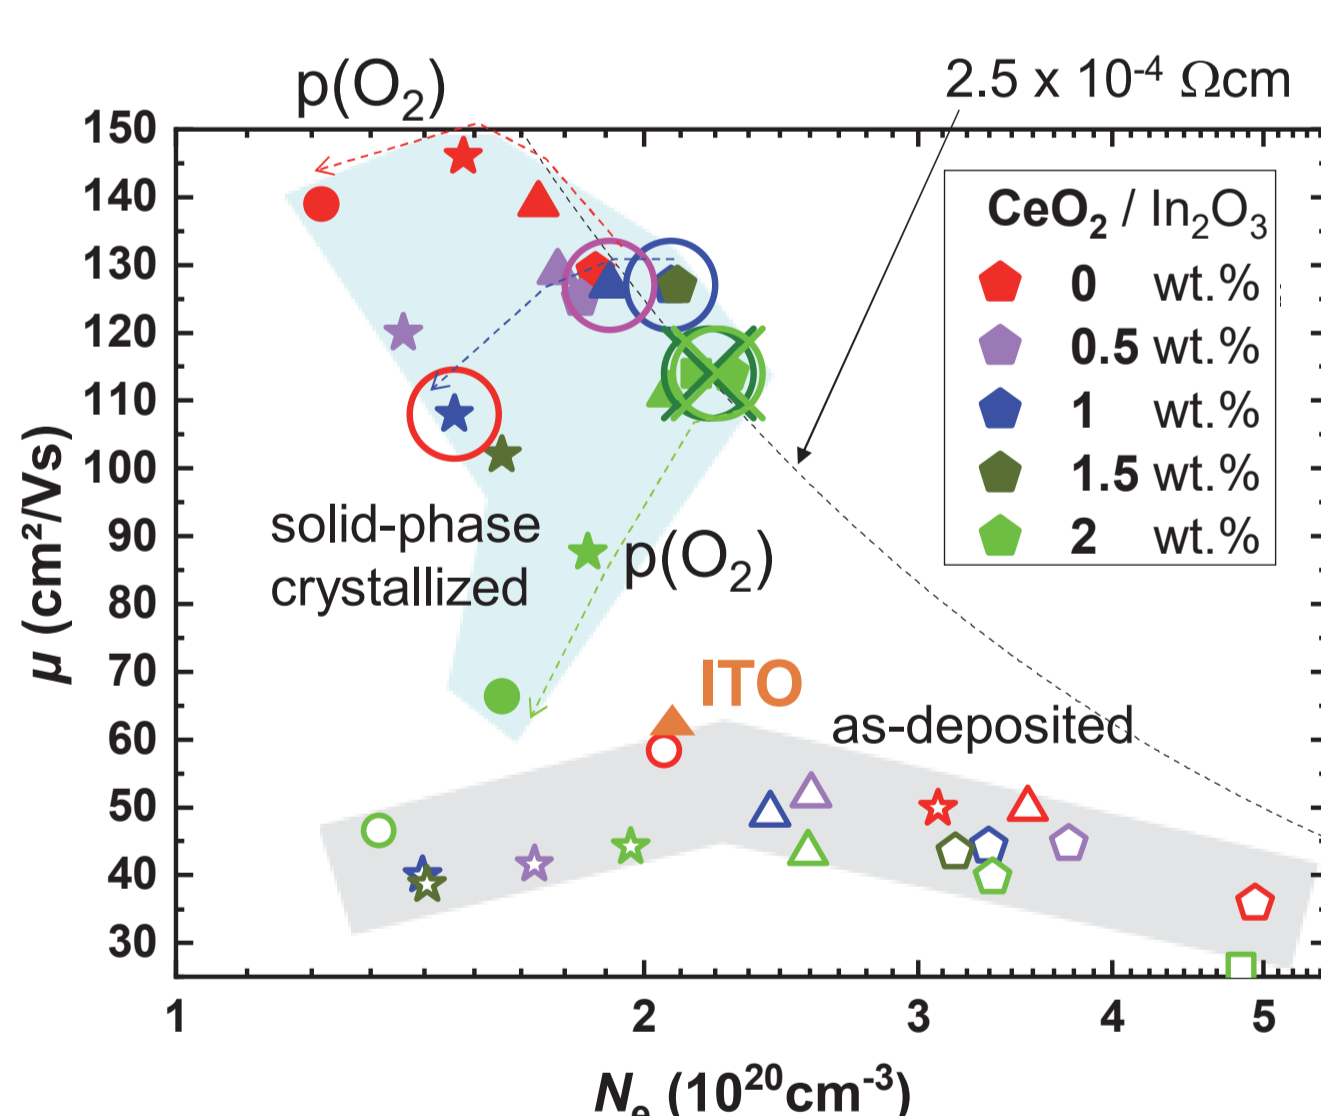 p(O₂)
2.5 x 10⁻⁴ Ωcm
150
140
130
120
110
100
90
80
70
60
50
40
30
μ (cm²/Vs)
CeO₂ / In₂O₃
0 wt.%
0.5 wt.%
1 wt.%
1.5 wt.%
2 wt.%
solid-phase
crystallized
p(O₂)
ITO
as-deposited
1 2 3 4 5
Nₑ (10²⁰cm⁻³)